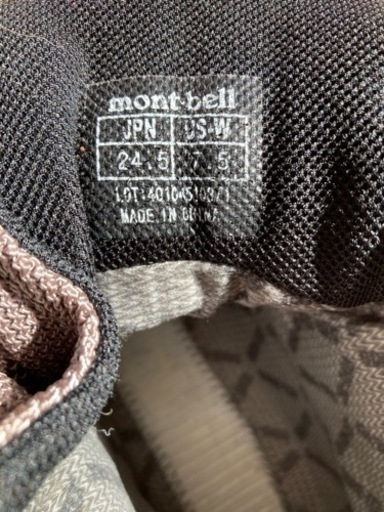 mont-bell
JPN US-W
24.5 7.5
MADE IN CHINA